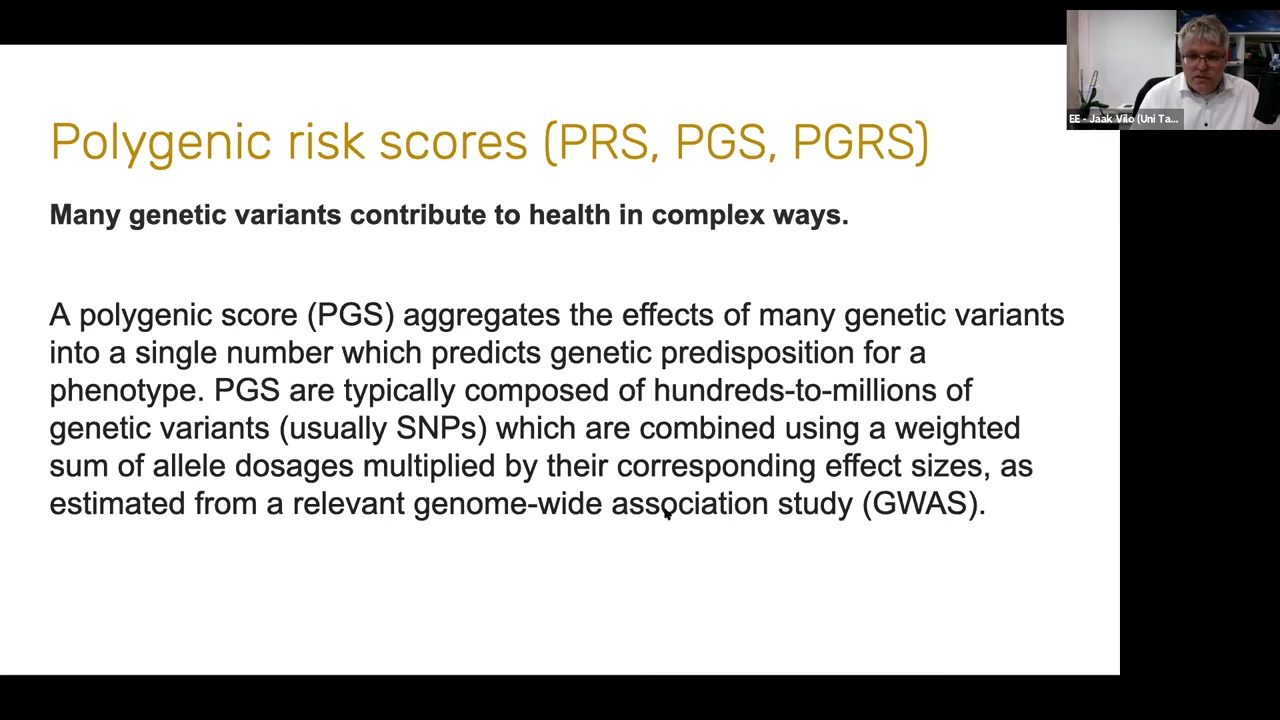 Polygenic risk scores (PRS, PGS, PGRS)
Many genetic variants contribute to health in complex ways.
A polygenic score (PGS) aggregates the effects of many genetic variants
into a single number which predicts genetic predisposition for a
phenotype. PGS are typically composed of hundreds-to-millions of
genetic variants (usually SNPs) which are combined using a weighted
sum of allele dosages multiplied by their corresponding effect sizes, as
estimated from a relevant genome-wide association study (GWAS).
EE - Jaak Vilo (Uni Ta...